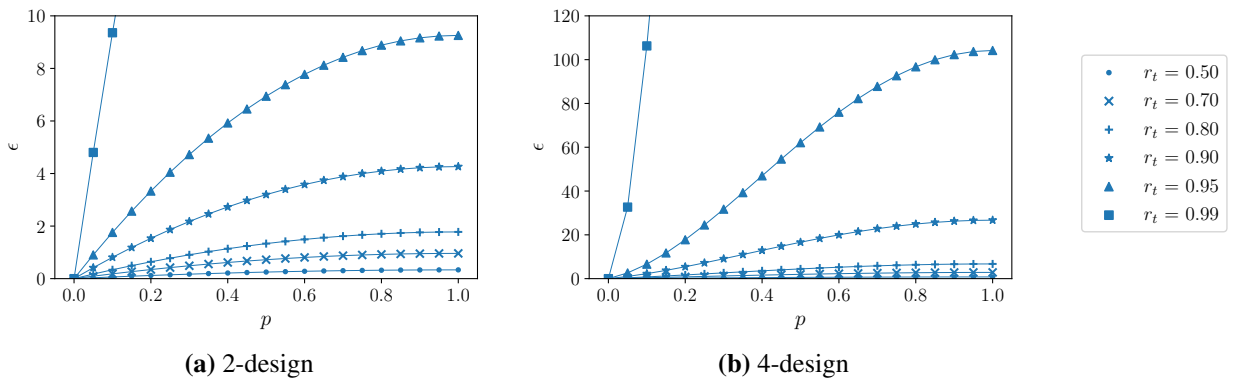 10
8
6
4
2
0
ϵ
0.0 0.2 0.4 0.6 0.8 1.0
p
(a) 2-design
120
100
80
60
40
20
0
ϵ
0.0 0.2 0.4 0.6 0.8 1.0
p
(b) 4-design
r_t = 0.50
r_t = 0.70
r_t = 0.80
r_t = 0.90
r_t = 0.95
r_t = 0.99